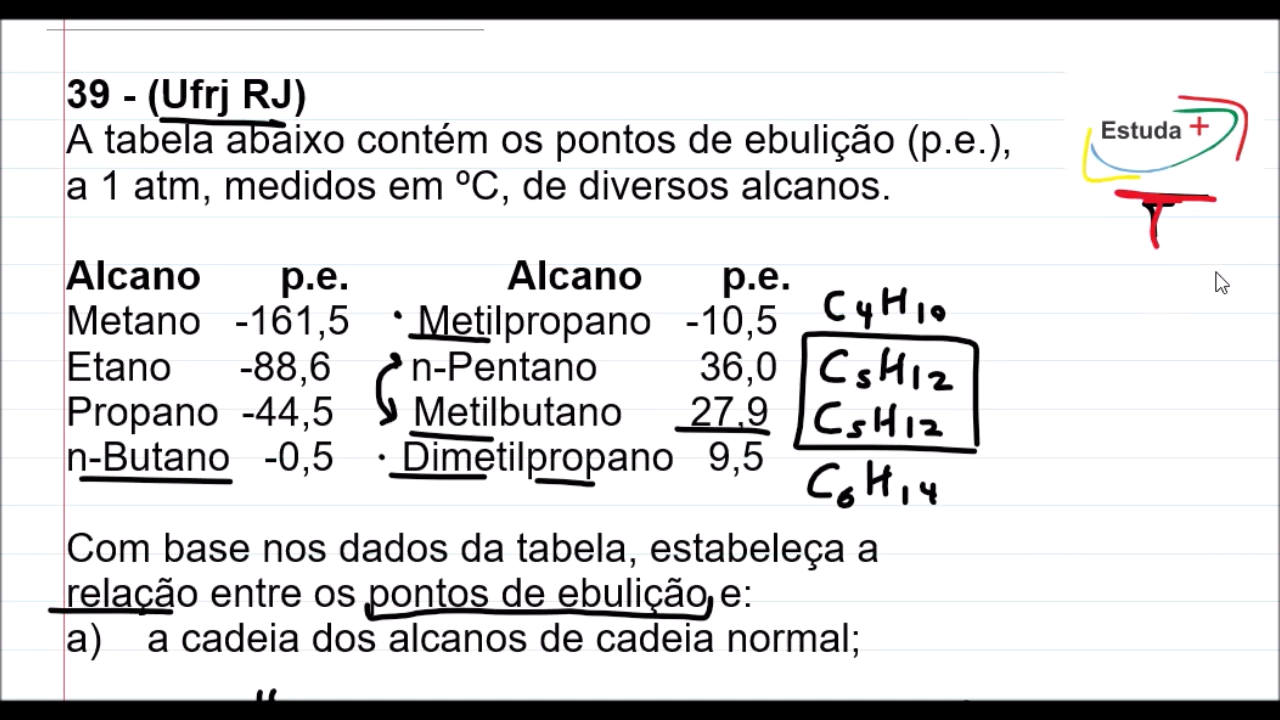 39 - (Ufrj RJ)
A tabela abaixo contém os pontos de ebulição (p.e.),
a 1 atm, medidos em ºC, de diversos alcanos.
Estuda +
T
Alcano p.e. Alcano p.e.
Metano -161,5 · Metilpropano -10,5 C4H10
Etano -88,6 n-Pentano 36,0 C5H12
Propano -44,5 Metilbutano 27,9 C5H12
n-Butano -0,5 · Dimetilpropano 9,5 C6H14
Com base nos dados da tabela, estabeleça a
relação entre os pontos de ebulição, e:
a) a cadeia dos alcanos de cadeia normal;